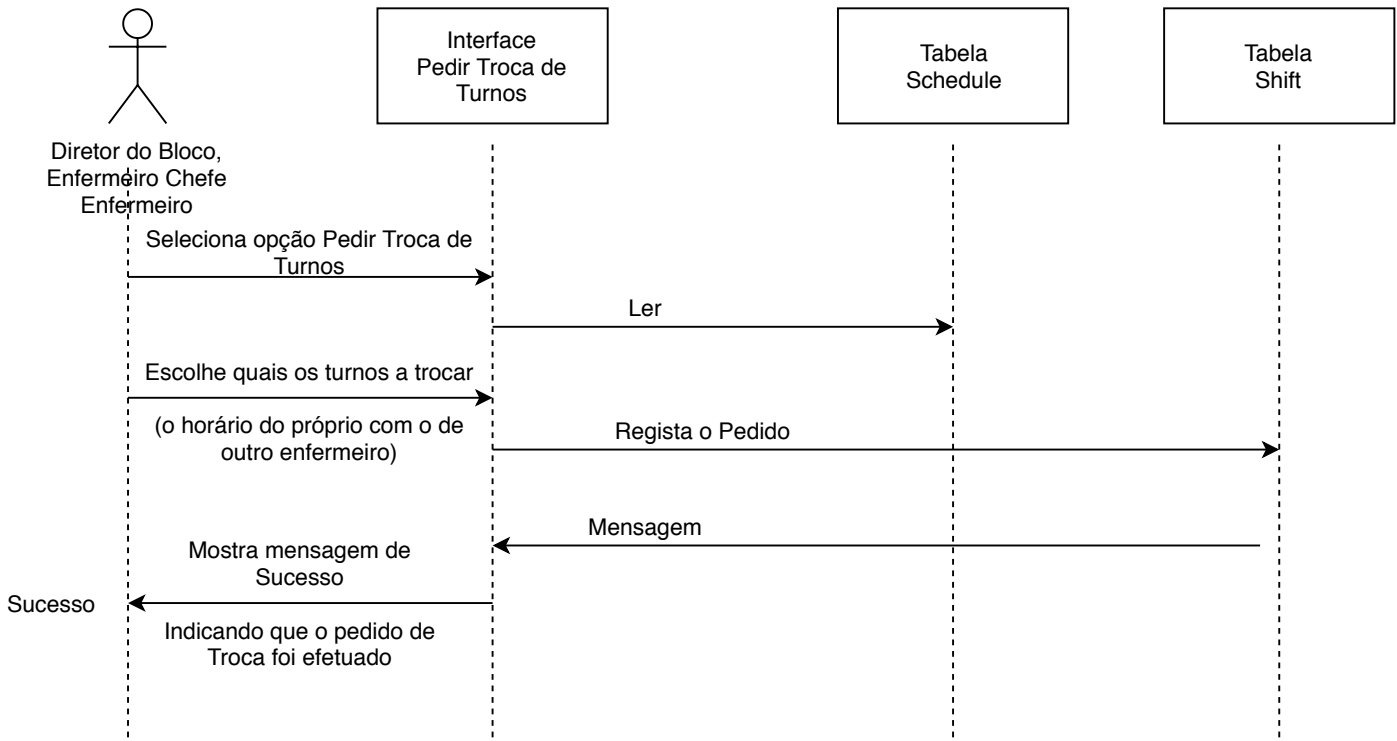 Interface
Pedir Troca de
Turnos
Tabela
Schedule
Tabela
Shift
Diretor do Bloco,
Enfermeiro Chefe
Enfermeiro
Seleciona opção Pedir Troca de
Turnos
Ler
Escolhe quais os turnos a trocar
(o horário do próprio com o de
outro enfermeiro)
Regista o Pedido
Mensagem
Mostra mensagem de
Sucesso
Sucesso
Indicando que o pedido de
Troca foi efetuado